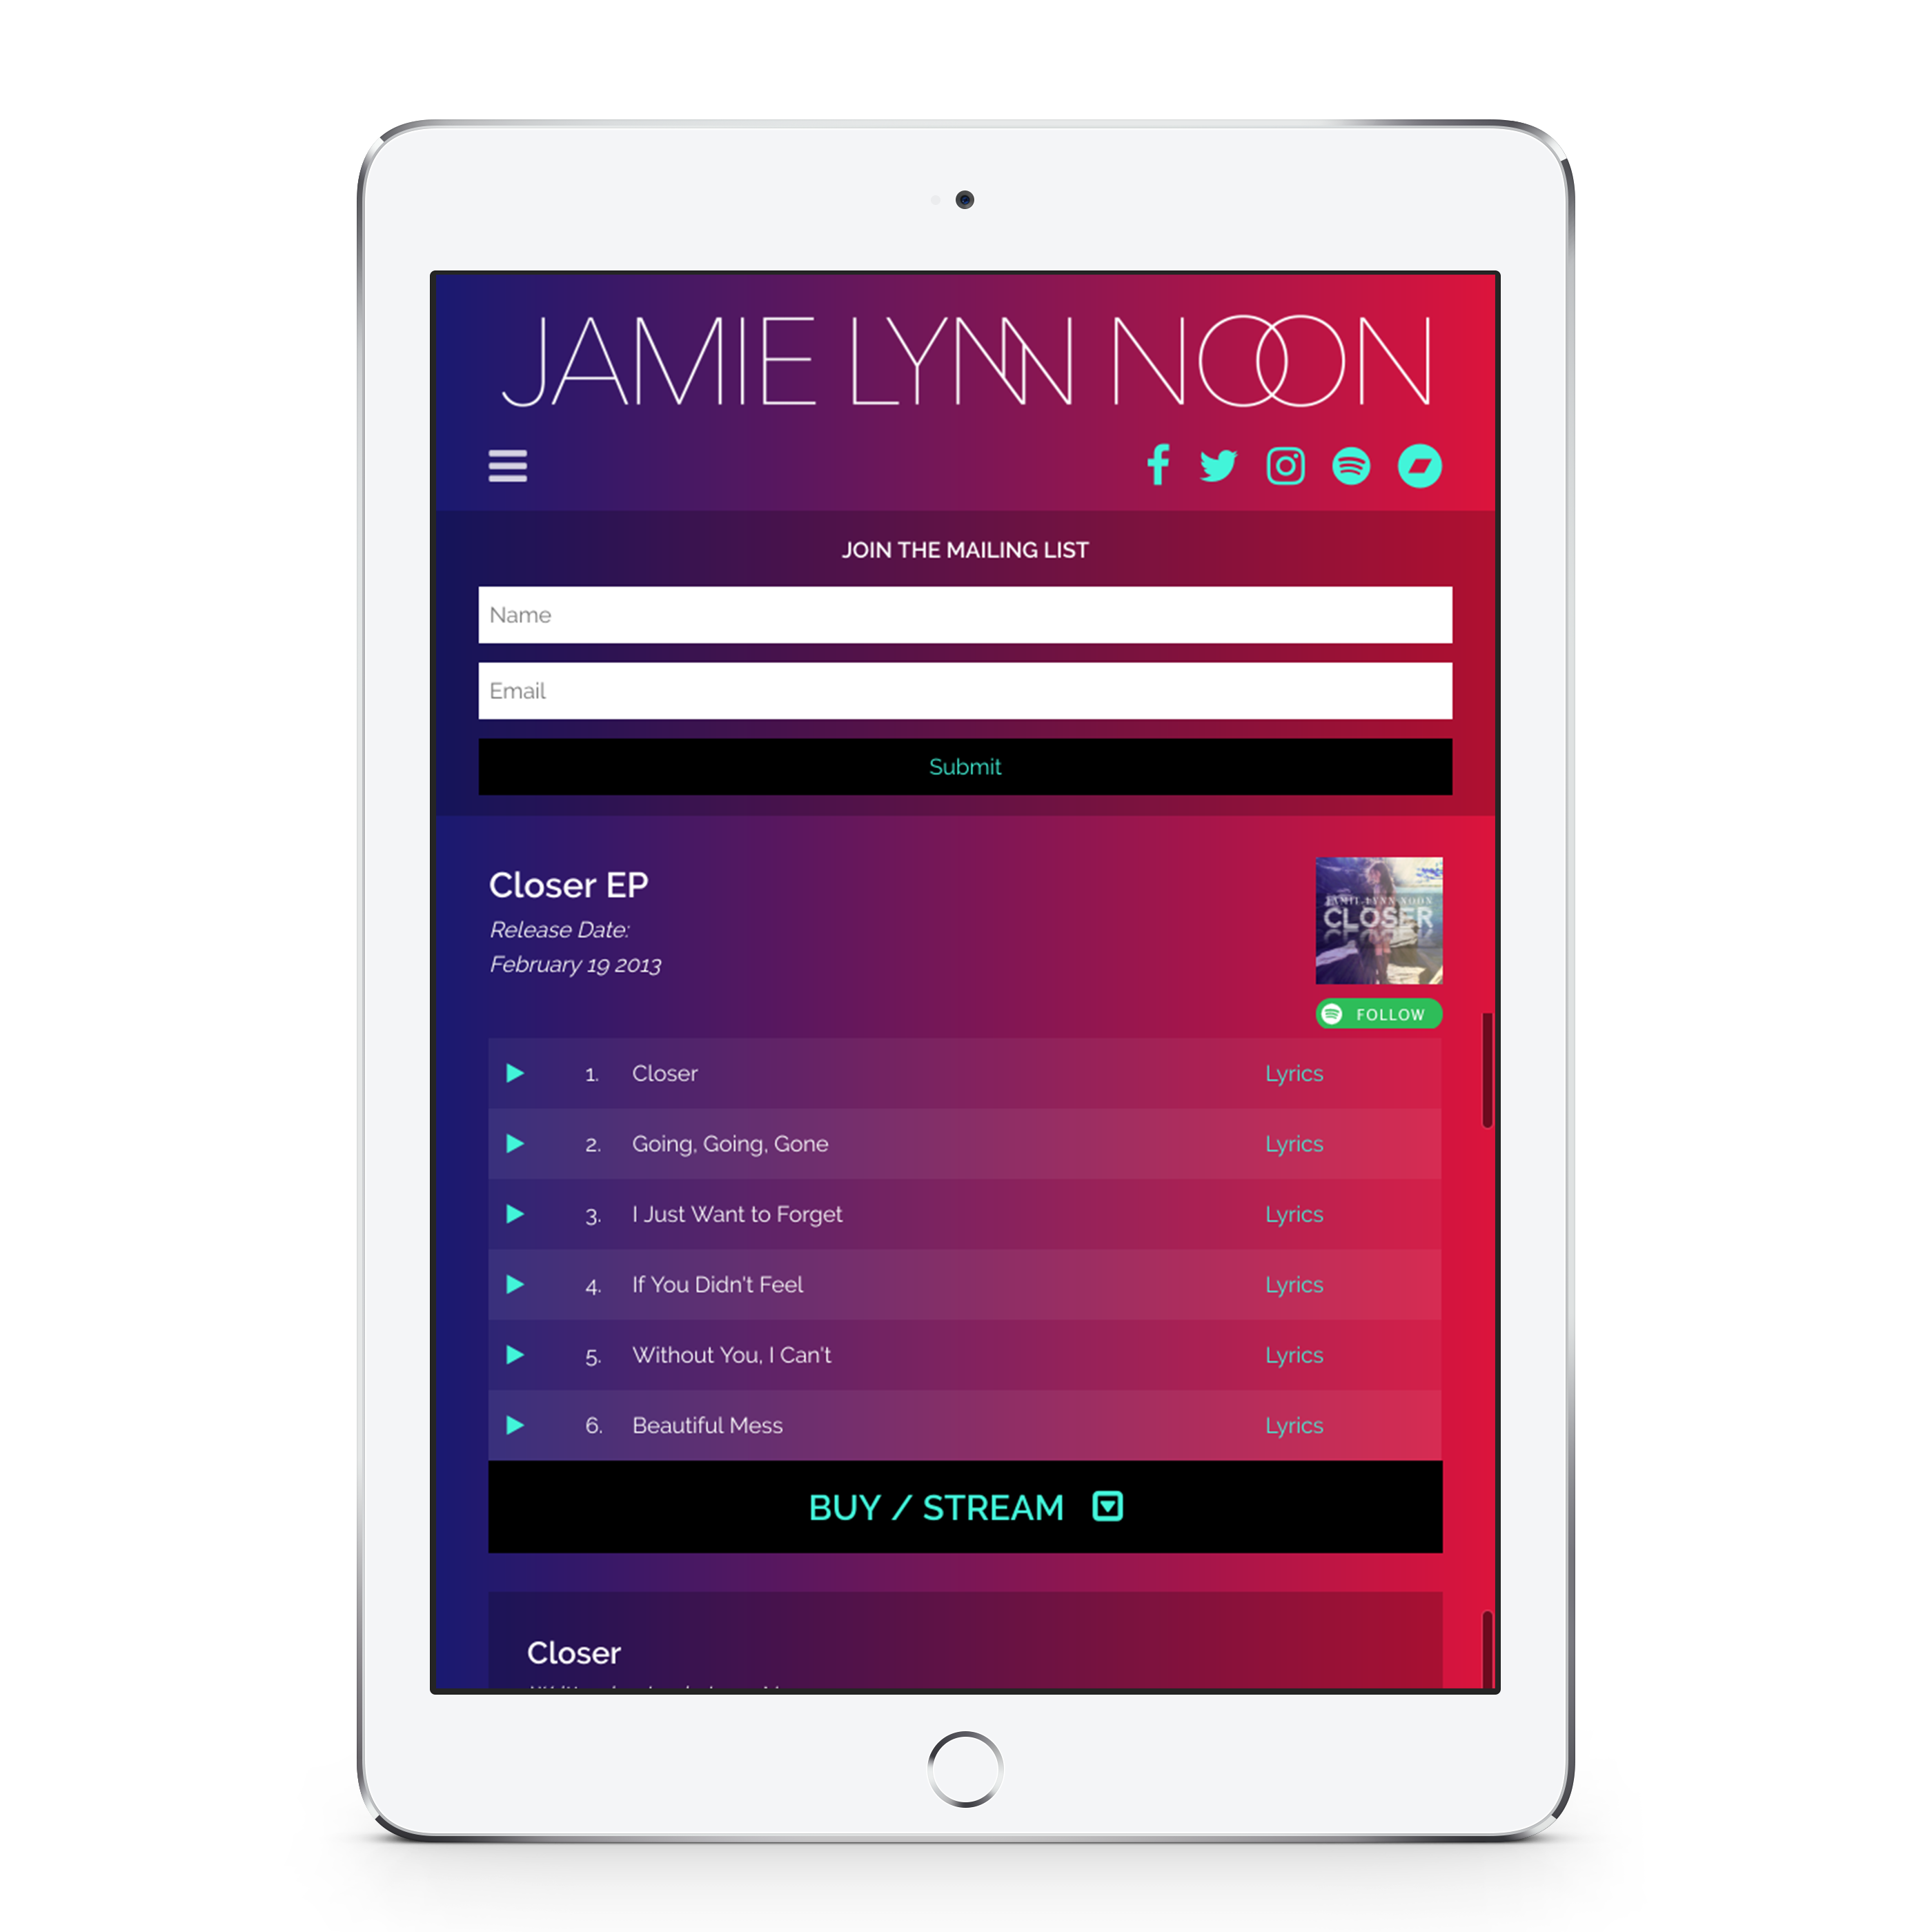 JAMIE LYNN NOON
JOIN THE MAILING LIST
Name
Email
Submit
Closer EP
Release Date:
February 19 2013
JAMIE LYNN NOON
CLOSER
FOLLOW
1. Closer Lyrics
2. Going, Going, Gone Lyrics
3. I Just Want to Forget Lyrics
4. If You Didn't Feel Lyrics
5. Without You, I Can't Lyrics
6. Beautiful Mess Lyrics
BUY / STREAM
Closer